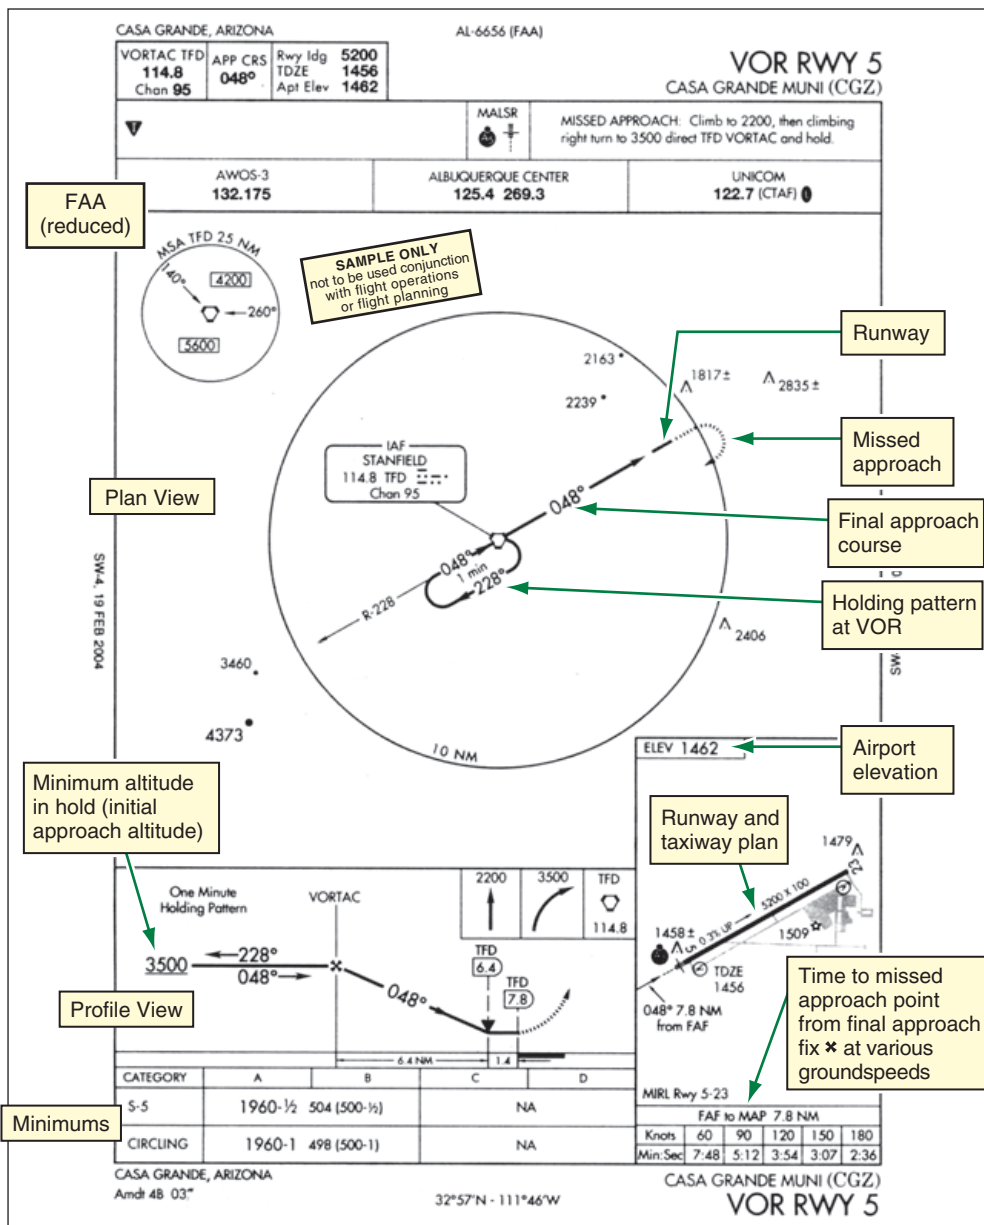 CASA GRANDE, ARIZONA
AL-6656 (FAA)
VORTAC TFD
114.8
Chan 95
APP CRS
048°
Rwy ldg 5200
TDZE 1456
Apt Elev 1462
VOR RWY 5
CASA GRANDE MUNI (CGZ)
T
MALSR
MISSED APPROACH: Climb to 2200, then climbing
right turn to 3500 direct TFD VORTAC and hold.
AWOS-3
132.175
ALBUQUERQUE CENTER
125.4 269.3
UNICOM
122.7 (CTAF)
FAA
(reduced)
MSA TFD 25 NM
140°
4200
260°
5600
SAMPLE ONLY
not to be used conjunction
with flight operations
or flight planning
Runway
2163
1817±
2835±
2239
Missed
approach
IAF
STANFIELD
114.8 TFD
Chan 95
Plan View
048°
Final approach
course
048°
1 min
228°
R-228
Holding pattern
at VOR
SW-4, 19 FEB 2004
SW-
2406
3460
4373
10 NM
ELEV 1462
Airport
elevation
Minimum altitude
in hold (initial
approach altitude)
Runway and
taxiway plan
1479
23
5200 X 100
0.3% UP
5
1509
1458±
TDZE
1456
048° 7.8 NM
from FAF
One Minute
Holding Pattern
VORTAC
2200
3500
TFD
114.8
3500
228°
048°
048°
TFD
6.4
TFD
7.8
Profile View
6.4 NM
1.4
Time to missed
approach point
from final approach
fix ✖ at various
groundspeeds
MIRL Rwy 5-23
CATEGORY A B C D
S-5 1960-½ 504 (500-½) NA
CIRCLING 1960-1 498 (500-1) NA
Minimums
FAF to MAP 7.8 NM
Knots 60 90 120 150 180
Min:Sec 7:48 5:12 3:54 3:07 2:36
CASA GRANDE, ARIZONA
Amdt 4B
32°57'N - 111°46'W
CASA GRANDE MUNI (CGZ)
VOR RWY 5